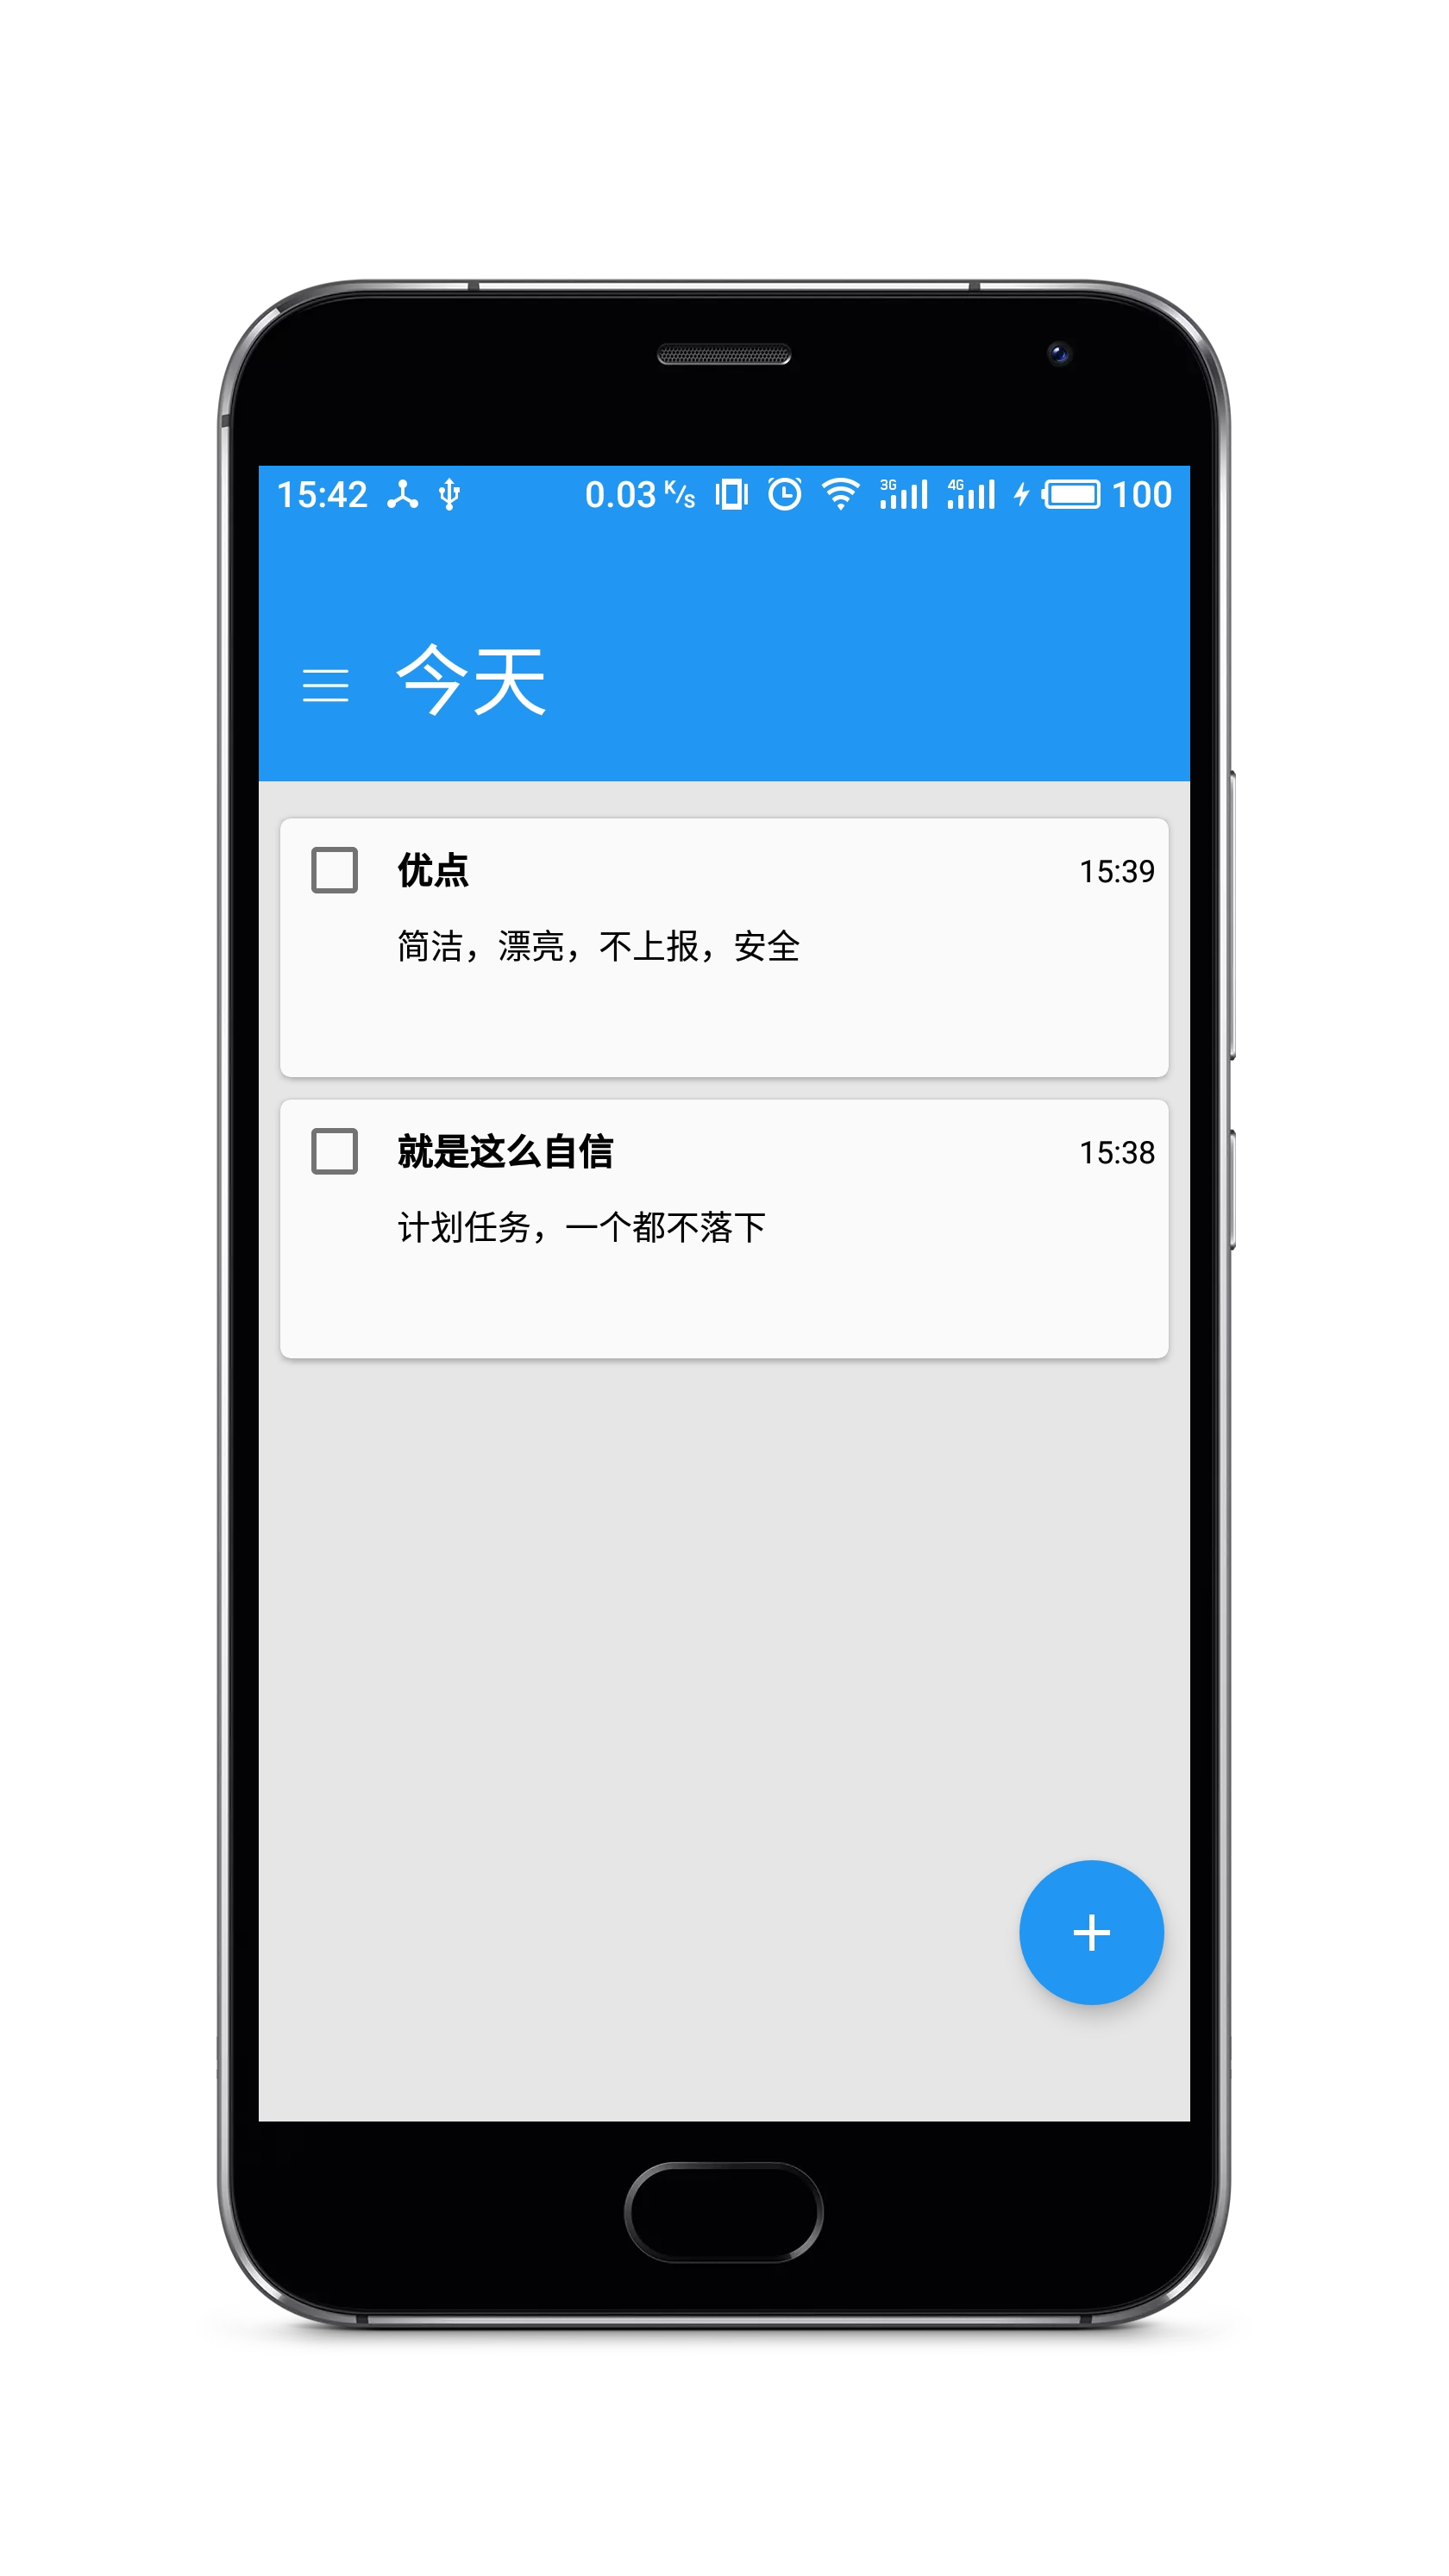 15:42 0.03 K/s 3G 4G 100
今天
优点 15:39
简洁，漂亮，不上报，安全
就是这么自信 15:38
计划任务，一个都不落下